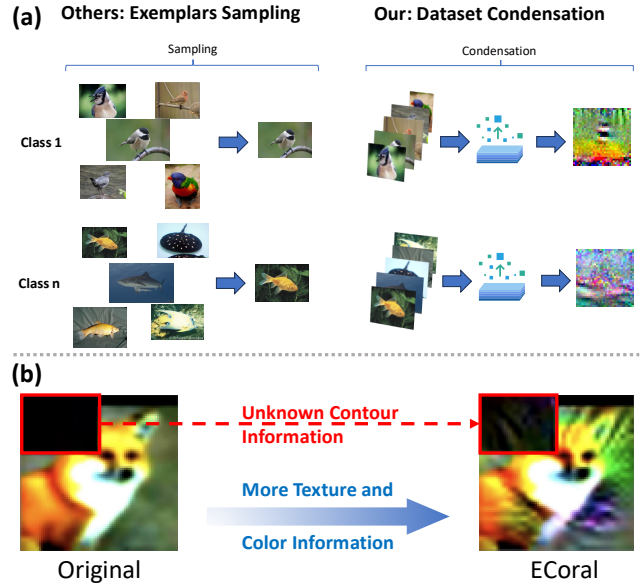 (a)
Others: Exemplars Sampling
Our: Dataset Condensation
Sampling
Condensation
Class 1
Class n
(b)
Unknown Contour
Information
More Texture and
Color Information
Original
ECoral